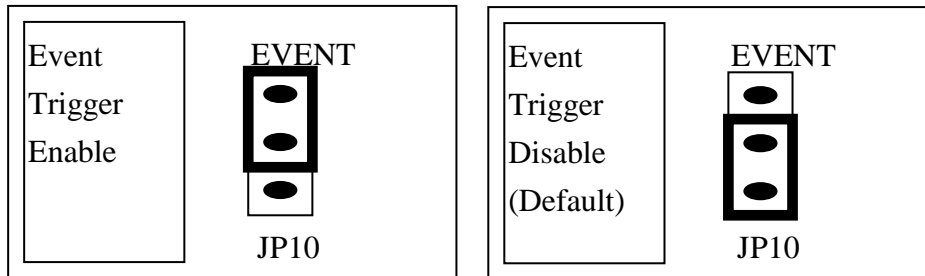 Event
Trigger
Enable
EVENT
JP10
Event
Trigger
Disable
(Default)
EVENT
JP10